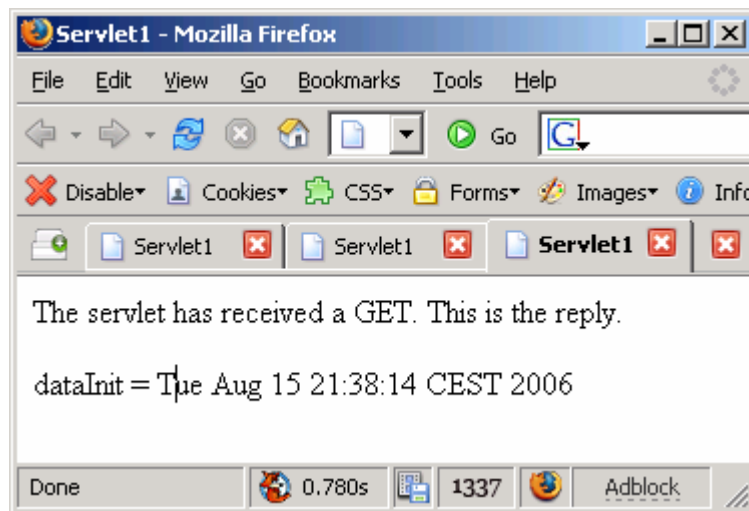 Servlet1 - Mozilla Firefox
File Edit View Go Bookmarks Tools Help
Go G
Disable Cookies CSS Forms Images Info
Servlet1 Servlet1 Servlet1
The servlet has received a GET. This is the reply.
dataInit = Tue Aug 15 21:38:14 CEST 2006
Done 0.780s 1337 Adblock